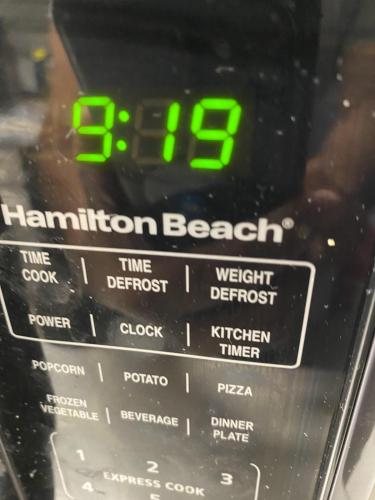 9:19
Hamilton Beach®
TIME COOK | TIME DEFROST | WEIGHT DEFROST
POWER | CLOCK | KITCHEN TIMER
POPCORN | POTATO | PIZZA
FROZEN VEGETABLE | BEVERAGE | DINNER PLATE
1 2 3
EXPRESS COOK
4 5